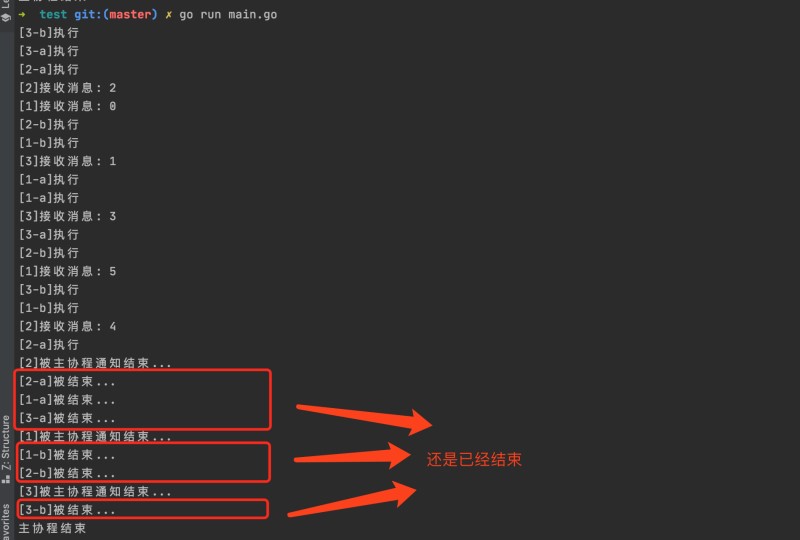 ➜  test git:(master) ✗ go run main.go
[3-b]执行
[3-a]执行
[2-a]执行
[2]接收消息: 2
[1]接收消息: 0
[2-b]执行
[1-b]执行
[3]接收消息: 1
[1-a]执行
[1-a]执行
[3]接收消息: 3
[3-a]执行
[2-b]执行
[1]接收消息: 5
[3-b]执行
[1-b]执行
[2]接收消息: 4
[2-a]执行
[2]被主协程通知结束...
[2-a]被结束...
[1-a]被结束...
[3-a]被结束...
[1]被主协程通知结束...
[1-b]被结束...
还是已经结束
[2-b]被结束...
[3]被主协程通知结束...
[3-b]被结束...
主协程结束
Z: Structure